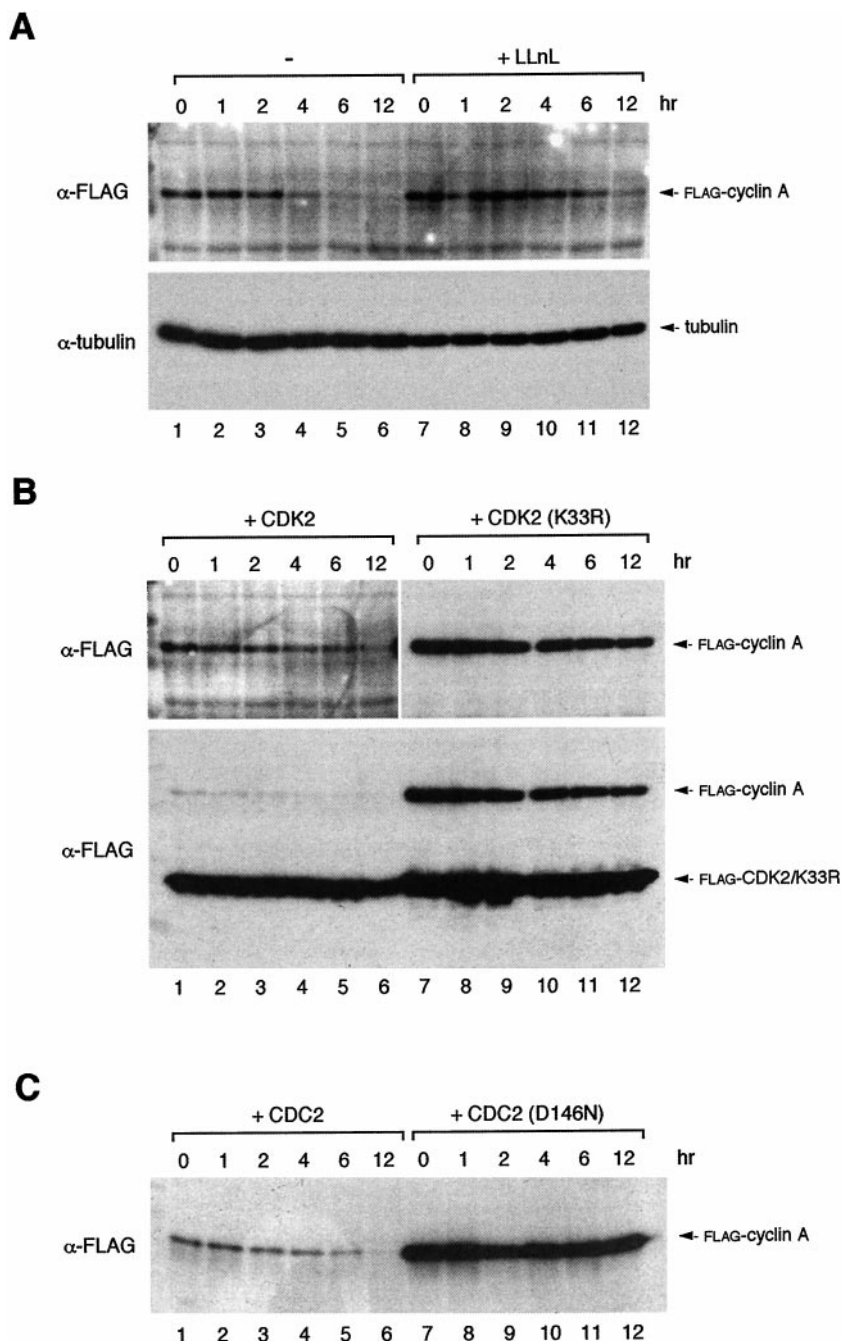 A
- + LLnL
0 1 2 4 6 12 0 1 2 4 6 12 hr
α-FLAG FLAG-cyclin A
α-tubulin tubulin
1 2 3 4 5 6 7 8 9 10 11 12
B
+ CDK2 + CDK2 (K33R)
0 1 2 4 6 12 0 1 2 4 6 12 hr
α-FLAG FLAG-cyclin A
FLAG-cyclin A
α-FLAG
FLAG-CDK2/K33R
1 2 3 4 5 6 7 8 9 10 11 12
C
+ CDC2 + CDC2 (D146N)
0 1 2 4 6 12 0 1 2 4 6 12 hr
α-FLAG FLAG-cyclin A
1 2 3 4 5 6 7 8 9 10 11 12